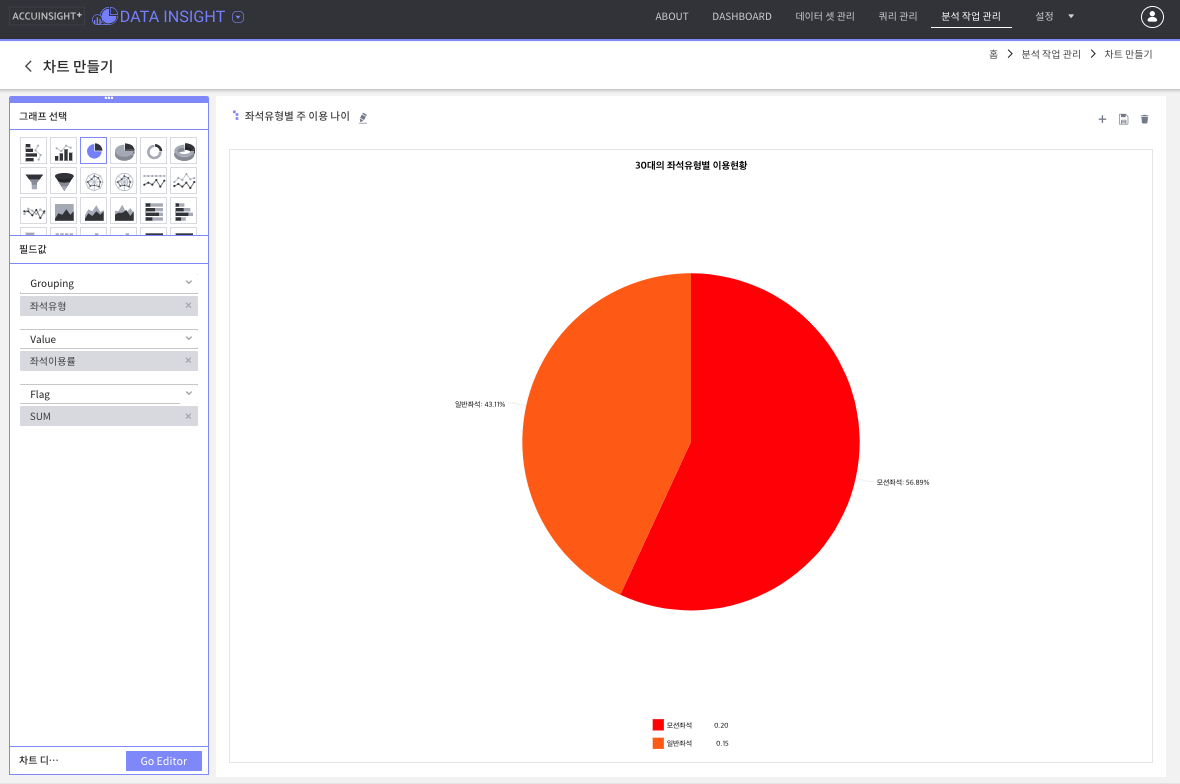 ACCUINSIGHT+ DATA INSIGHT ABOUT DASHBOARD 데이터 셋 관리 쿼리 관리 분석 작업 관리 설정
홈 > 분석 작업 관리 > 차트 만들기
차트 만들기
그래프 선택
필드값
Grouping
좌석유형
Value
좌석이용률
Flag
SUM
차트 디…
Go Editor
좌석유형별 주 이용 나이
30대의 좌석유형별 이용현황
일반좌석: 43.11%
모션좌석: 56.89%
모션좌석 0.20
일반좌석 0.15